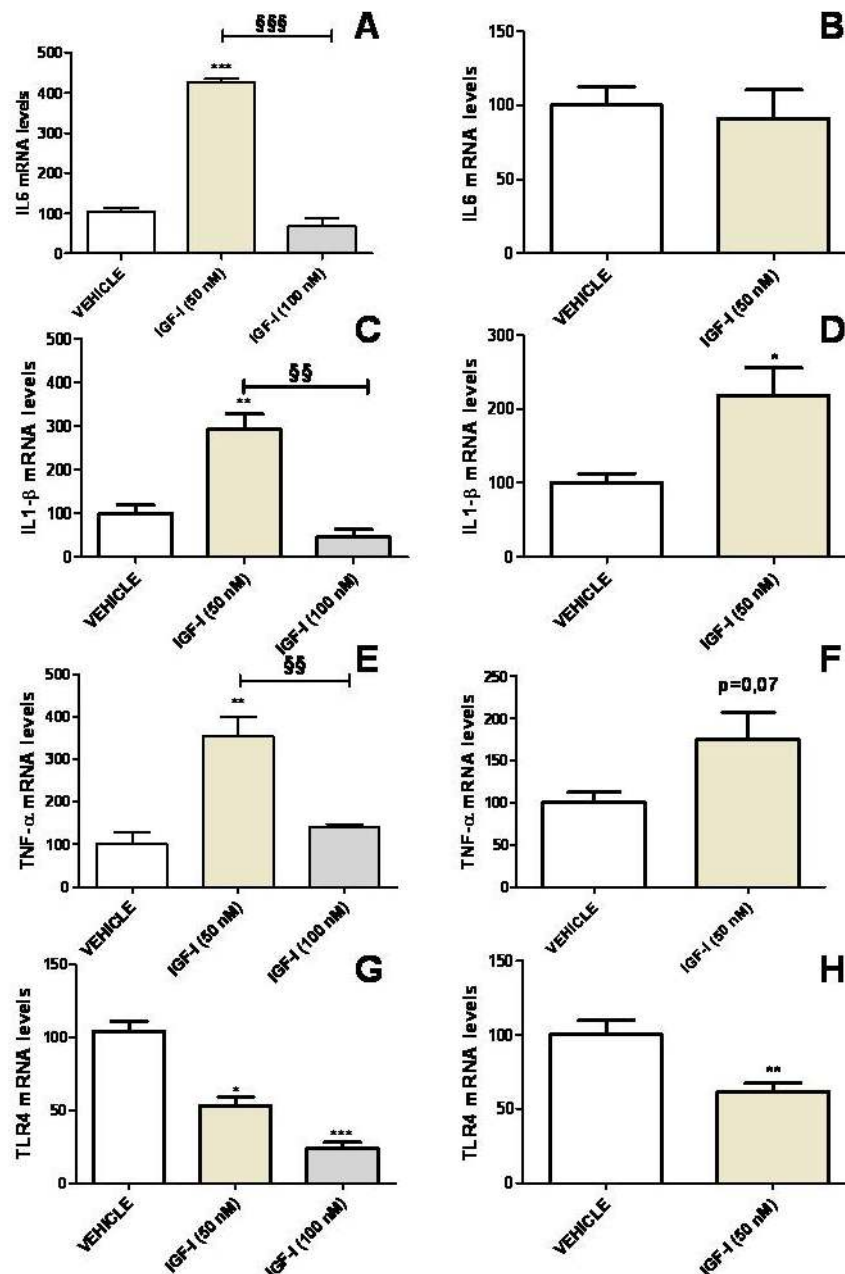 A
§§§
***
500
400
300
200
100
0
IL6 mRNA levels
VEHICLE
IGF-I (50 nM)
IGF-I (100 nM)
B
150
100
50
0
IL6 mRNA levels
VEHICLE
IGF-I (50 nM)
C
§§
**
500
400
300
200
100
0
IL1-β mRNA levels
VEHICLE
IGF-I (50 nM)
IGF-I (100 nM)
D
*
300
200
100
0
IL1-β mRNA levels
VEHICLE
IGF-I (50 nM)
E
§§
**
500
400
300
200
100
0
TNF-α mRNA levels
VEHICLE
IGF-I (50 nM)
IGF-I (100 nM)
F
p=0,07
250
200
150
100
50
0
TNF-α mRNA levels
VEHICLE
IGF-I (50 nM)
G
*
***
150
100
50
0
TLR4 mRNA levels
VEHICLE
IGF-I (50 nM)
IGF-I (100 nM)
H
**
150
100
50
0
TLR4 mRNA levels
VEHICLE
IGF-I (50 nM)